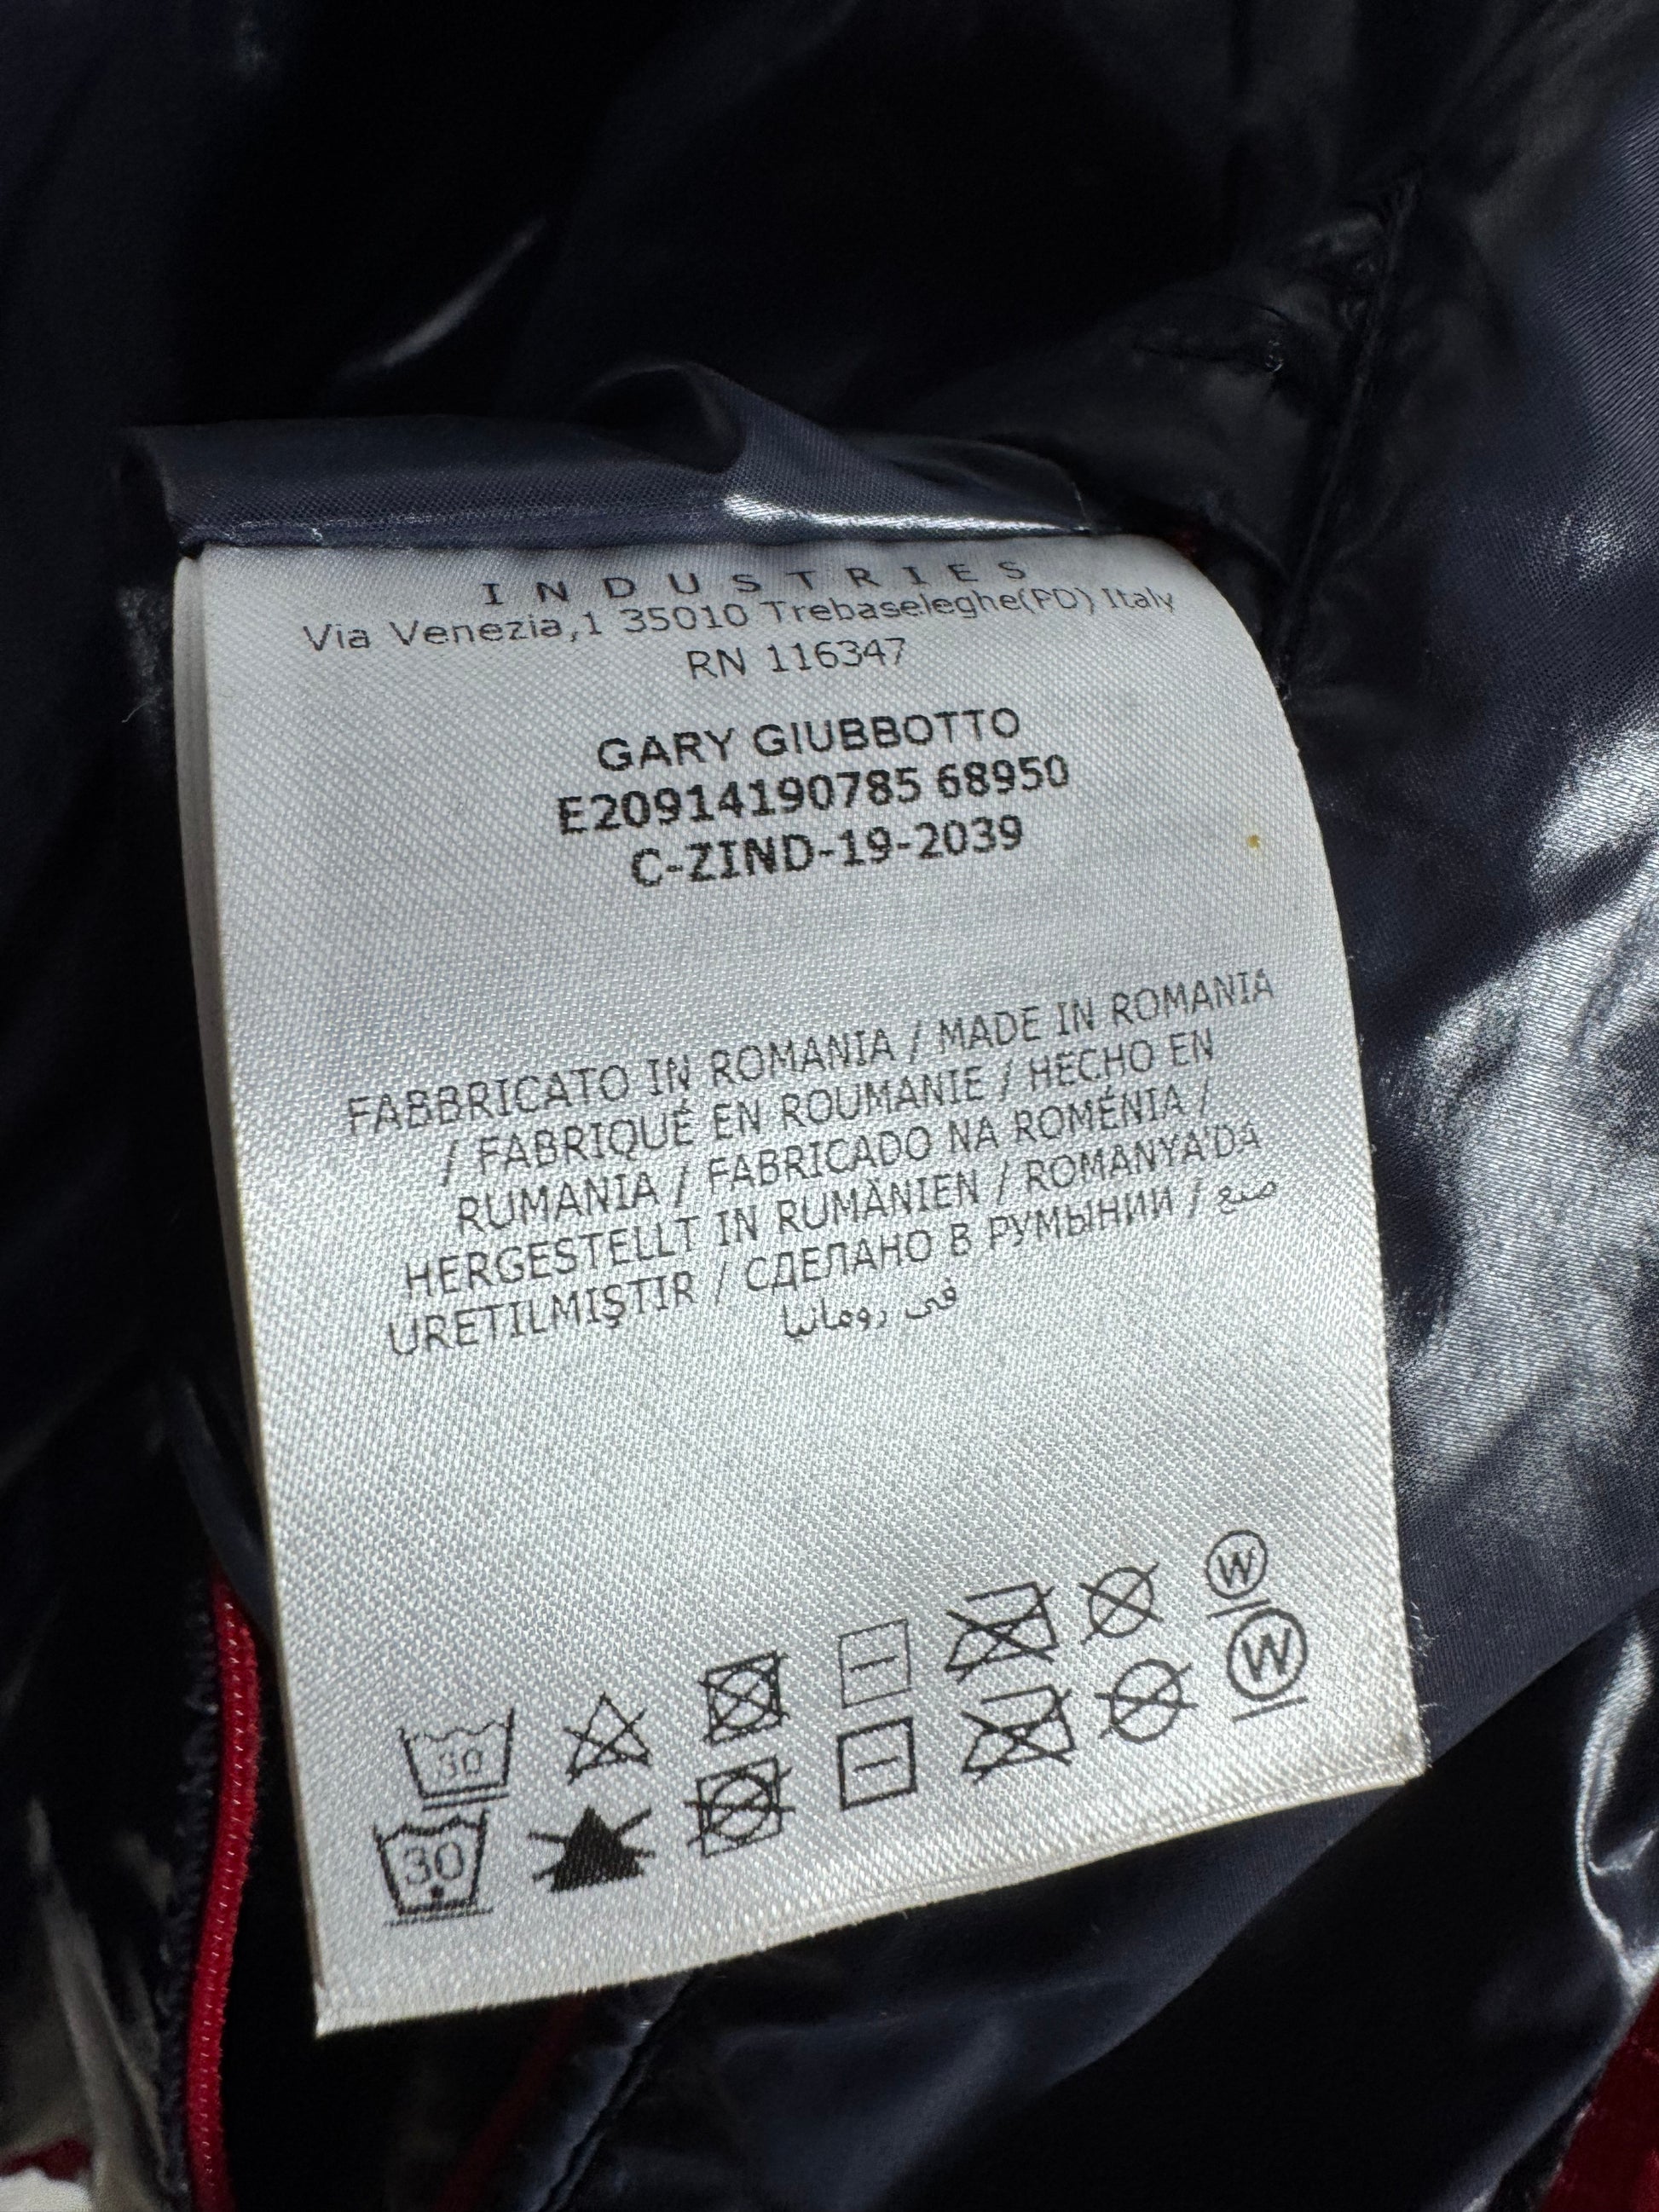 INDUSTRIES
Via Venezia,1 35010 Trebaseleghe(PD) Italy
RN 116347
GARY GIUBBOTTO
E20914190785 68950
C-ZIND-19-2039
FABBRICATO IN ROMANIA / MADE IN ROMANIA
/ FABRIQUÉ EN ROUMANIE / HECHO EN
RUMANIA / FABRICADO NA ROMÉNIA /
HERGESTELLT IN RUMÄNIEN / ROMANYA'DA
URETILMIŞTIR / СДЕЛАНО В РУМЫНИИ / صنع
في رومانيا
30 W
30 W